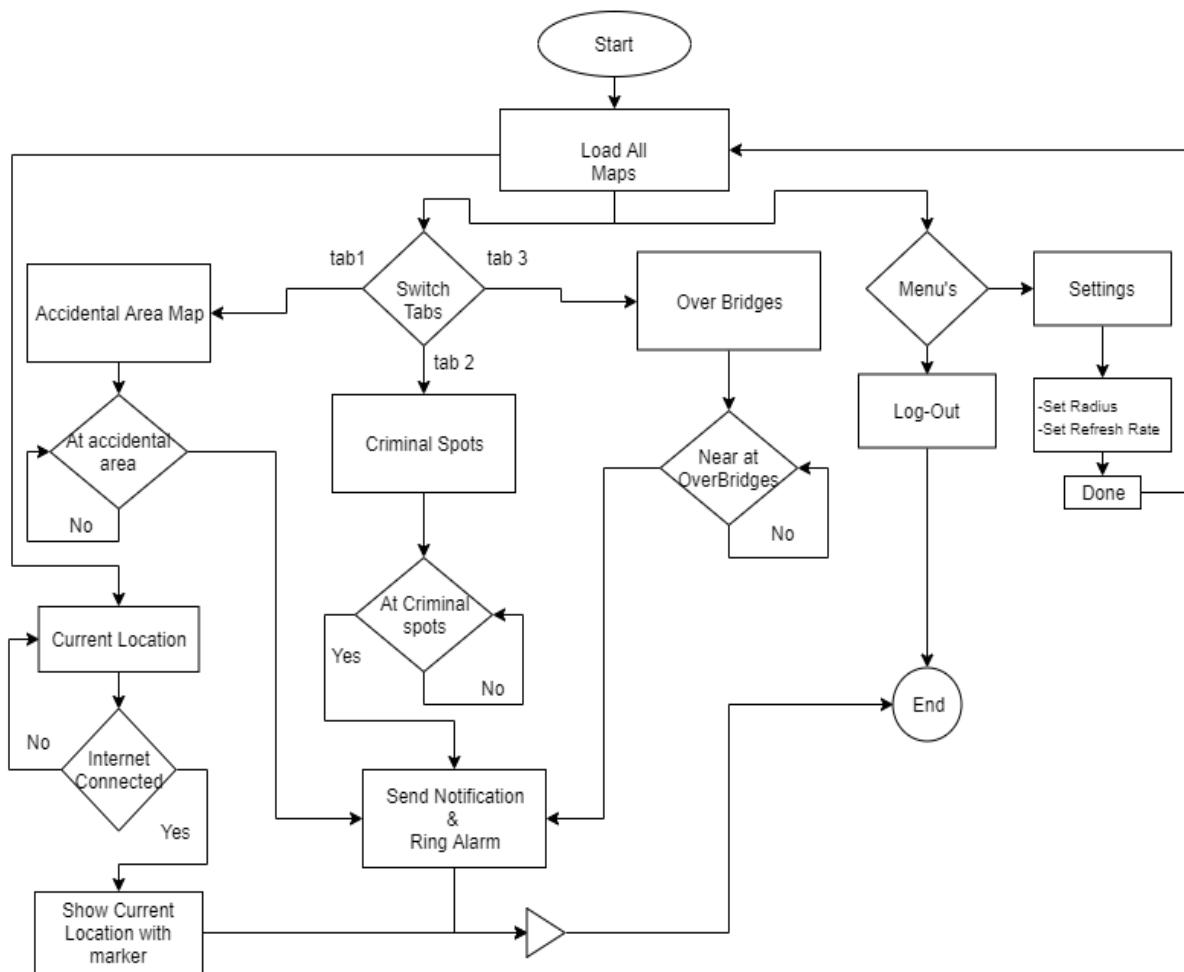 Start
Load All
Maps
tab1
tab 3
Switch
Tabs
tab 2
Accidental Area Map
Over Bridges
Menu's
Settings
At accidental
area
No
Criminal Spots
Near at
OverBridges
No
Log-Out
-Set Radius
-Set Refresh Rate
Done
Current Location
At Criminal
spots
Yes
No
End
Internet
Connected
No
Yes
Send Notification
&
Ring Alarm
Show Current
Location with
marker